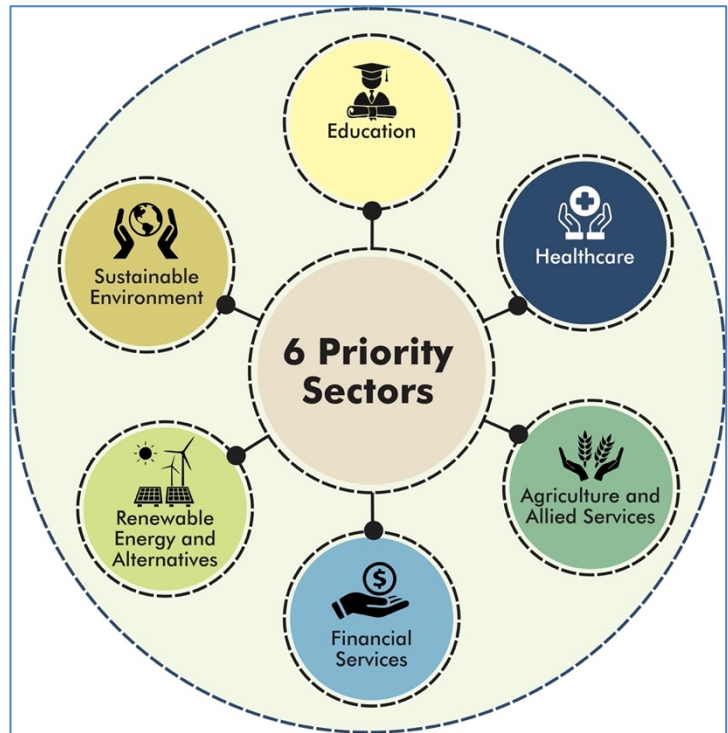 Education
Healthcare
Sustainable
Environment
6 Priority
Sectors
Agriculture and
Allied Services
Renewable
Energy and
Alternatives
$
Financial
Services